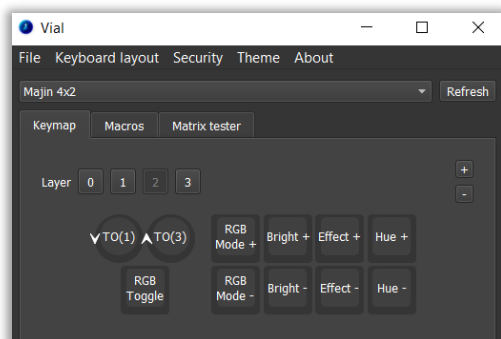 Vial
File Keyboard layout Security Theme About
Majin 4x2 Refresh
Keymap Macros Matrix tester
Layer 0 1 2 3 +
-
TO(1) TO(3) RGB Mode + Bright + Effect + Hue +
RGB Toggle RGB Mode - Bright - Effect - Hue -